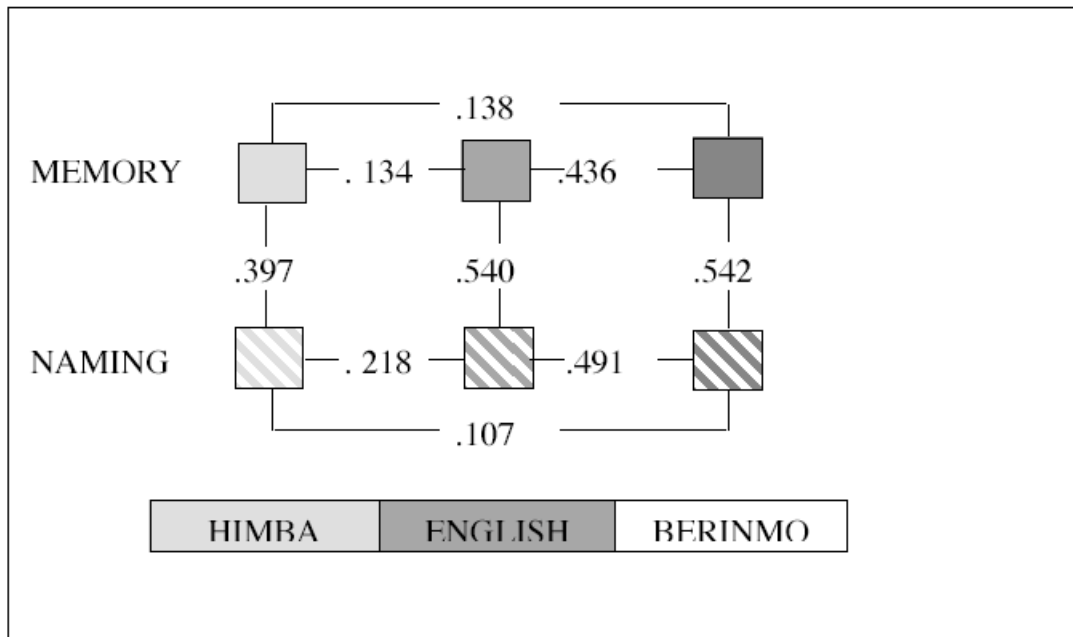 .138
MEMORY . 134 .436
.397 .540 .542
NAMING . 218 .491
.107
HIMBA ENGLISH BERINMO